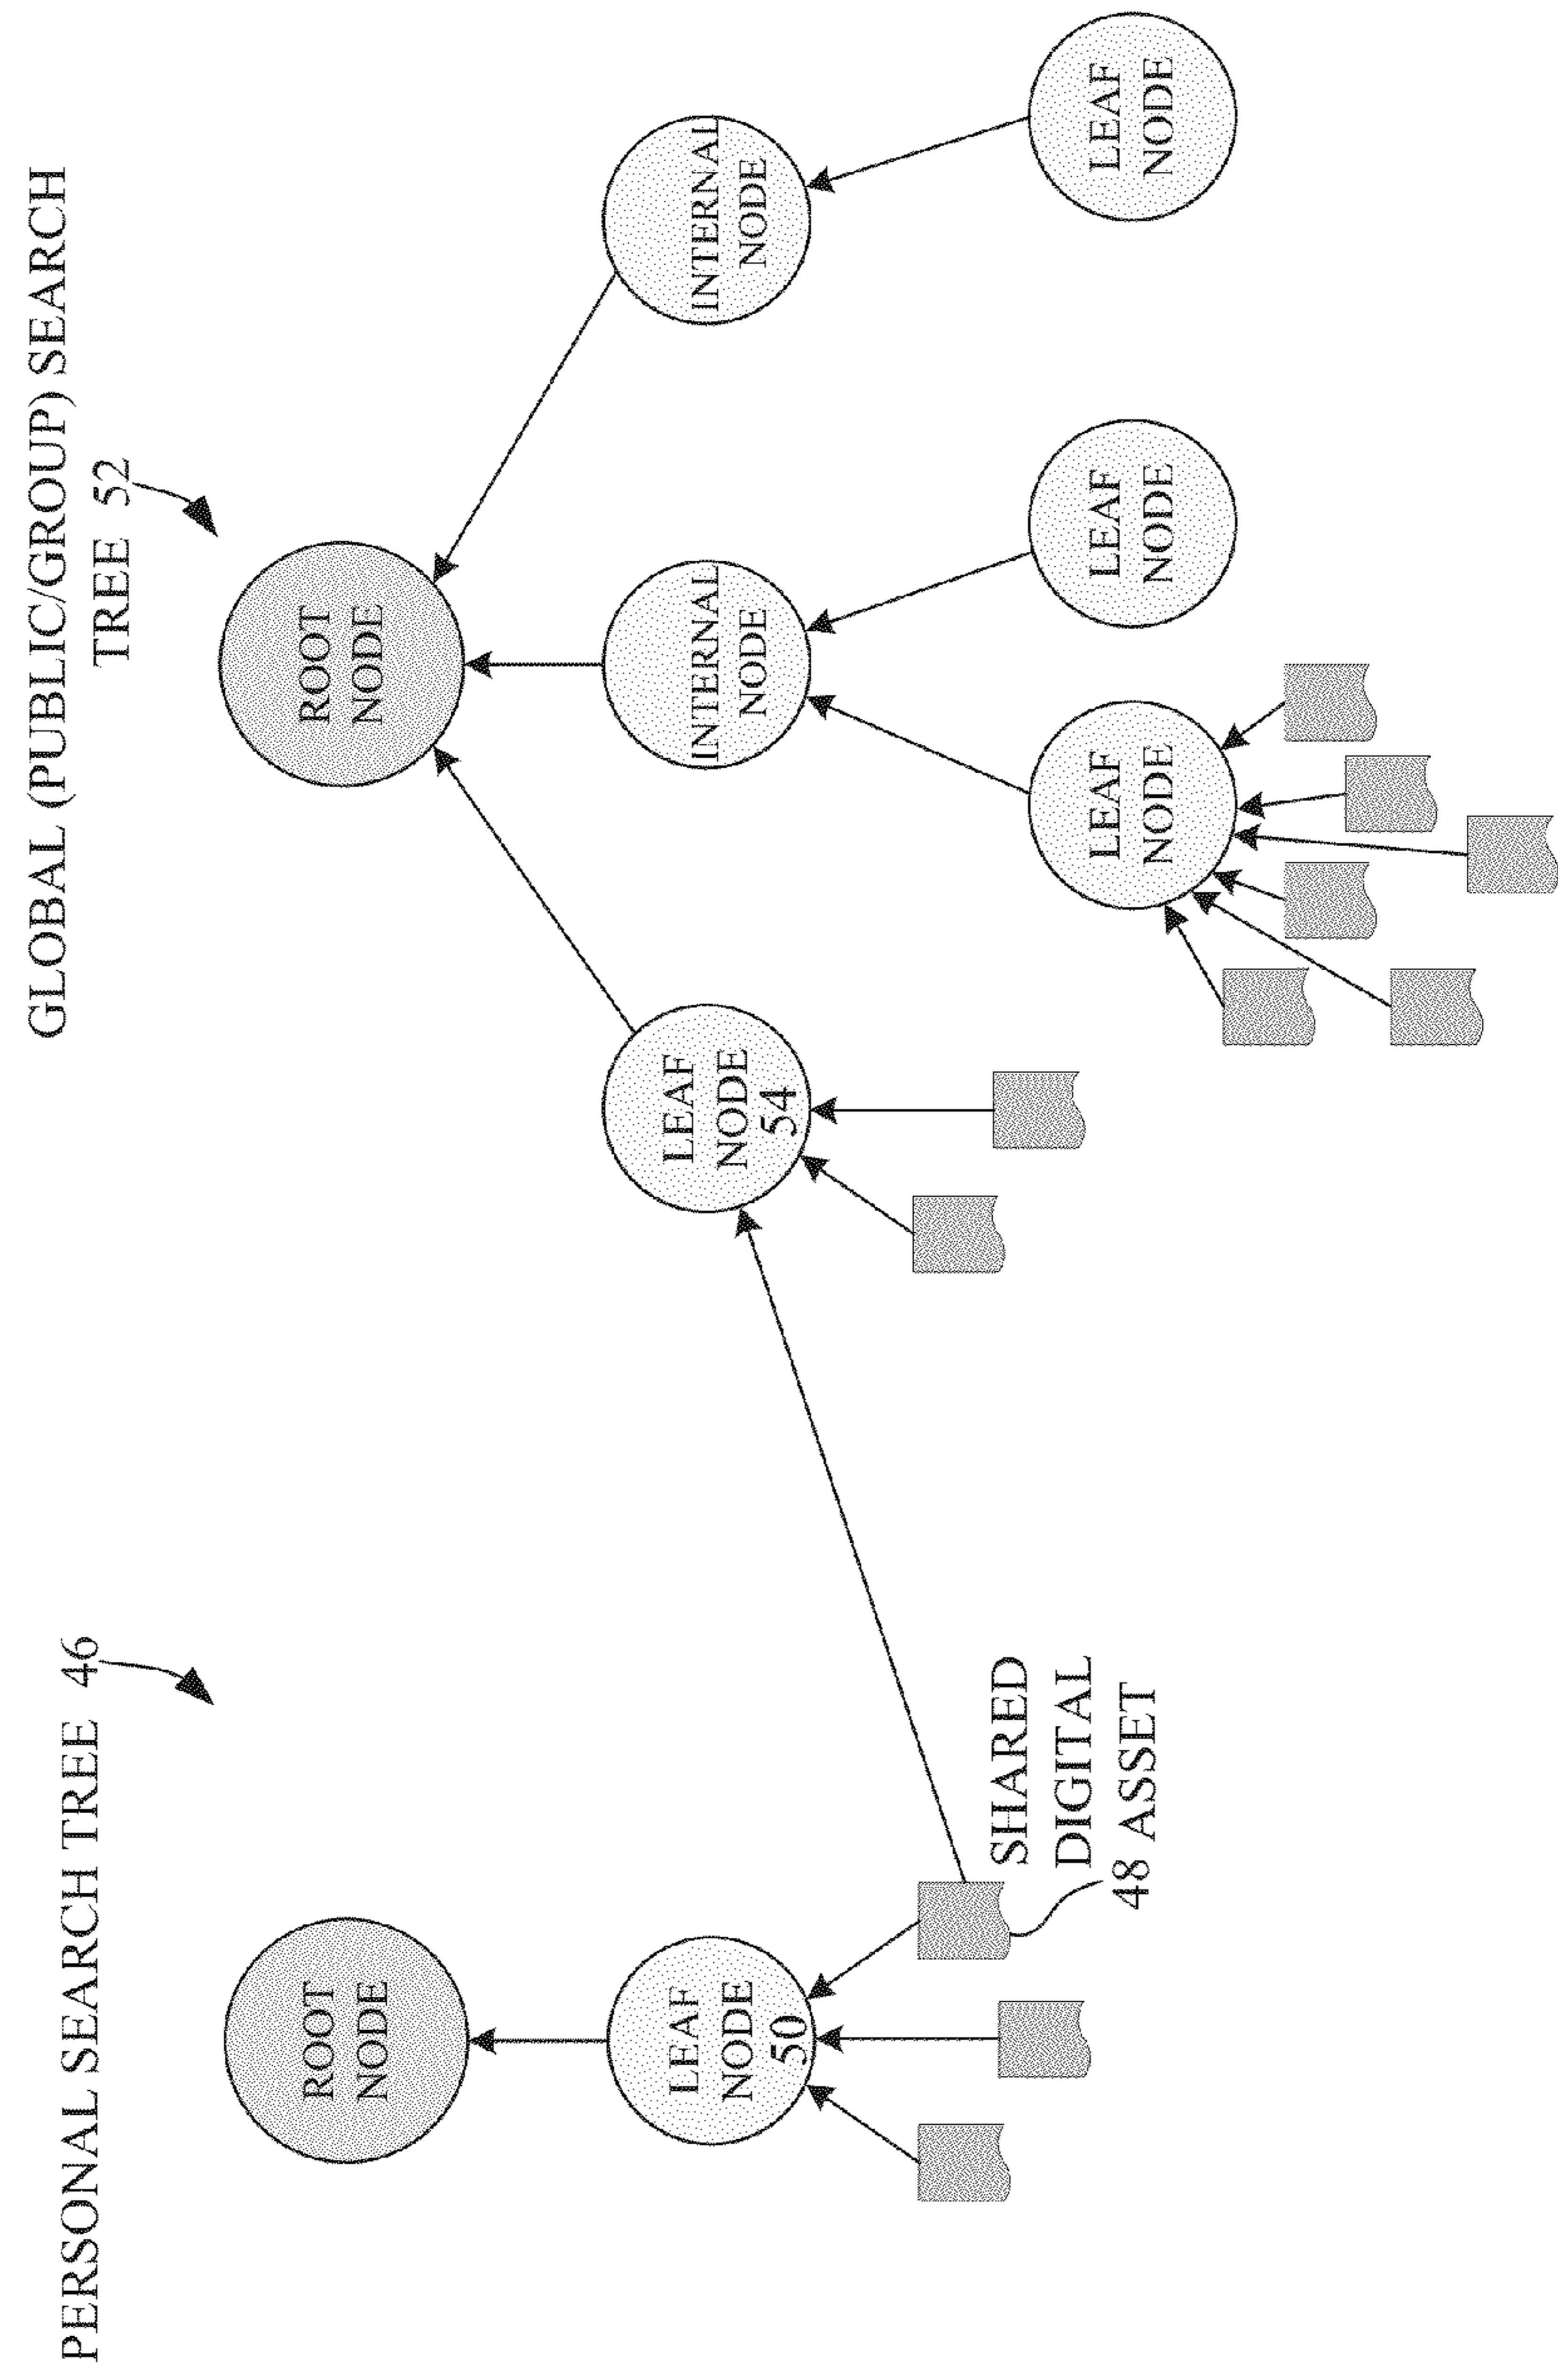 PERSONAL SEARCH TREE 46
ROOT
NODE
LEAF
NODE
50
SHARED
DIGITAL
48 ASSET
GLOBAL (PUBLIC/GROUP) SEARCH
TREE 52
ROOT
NODE
LEAF
NODE
54
INTERNAL
NODE
INTERNAL
NODE
LEAF
NODE
LEAF
NODE
LEAF
NODE